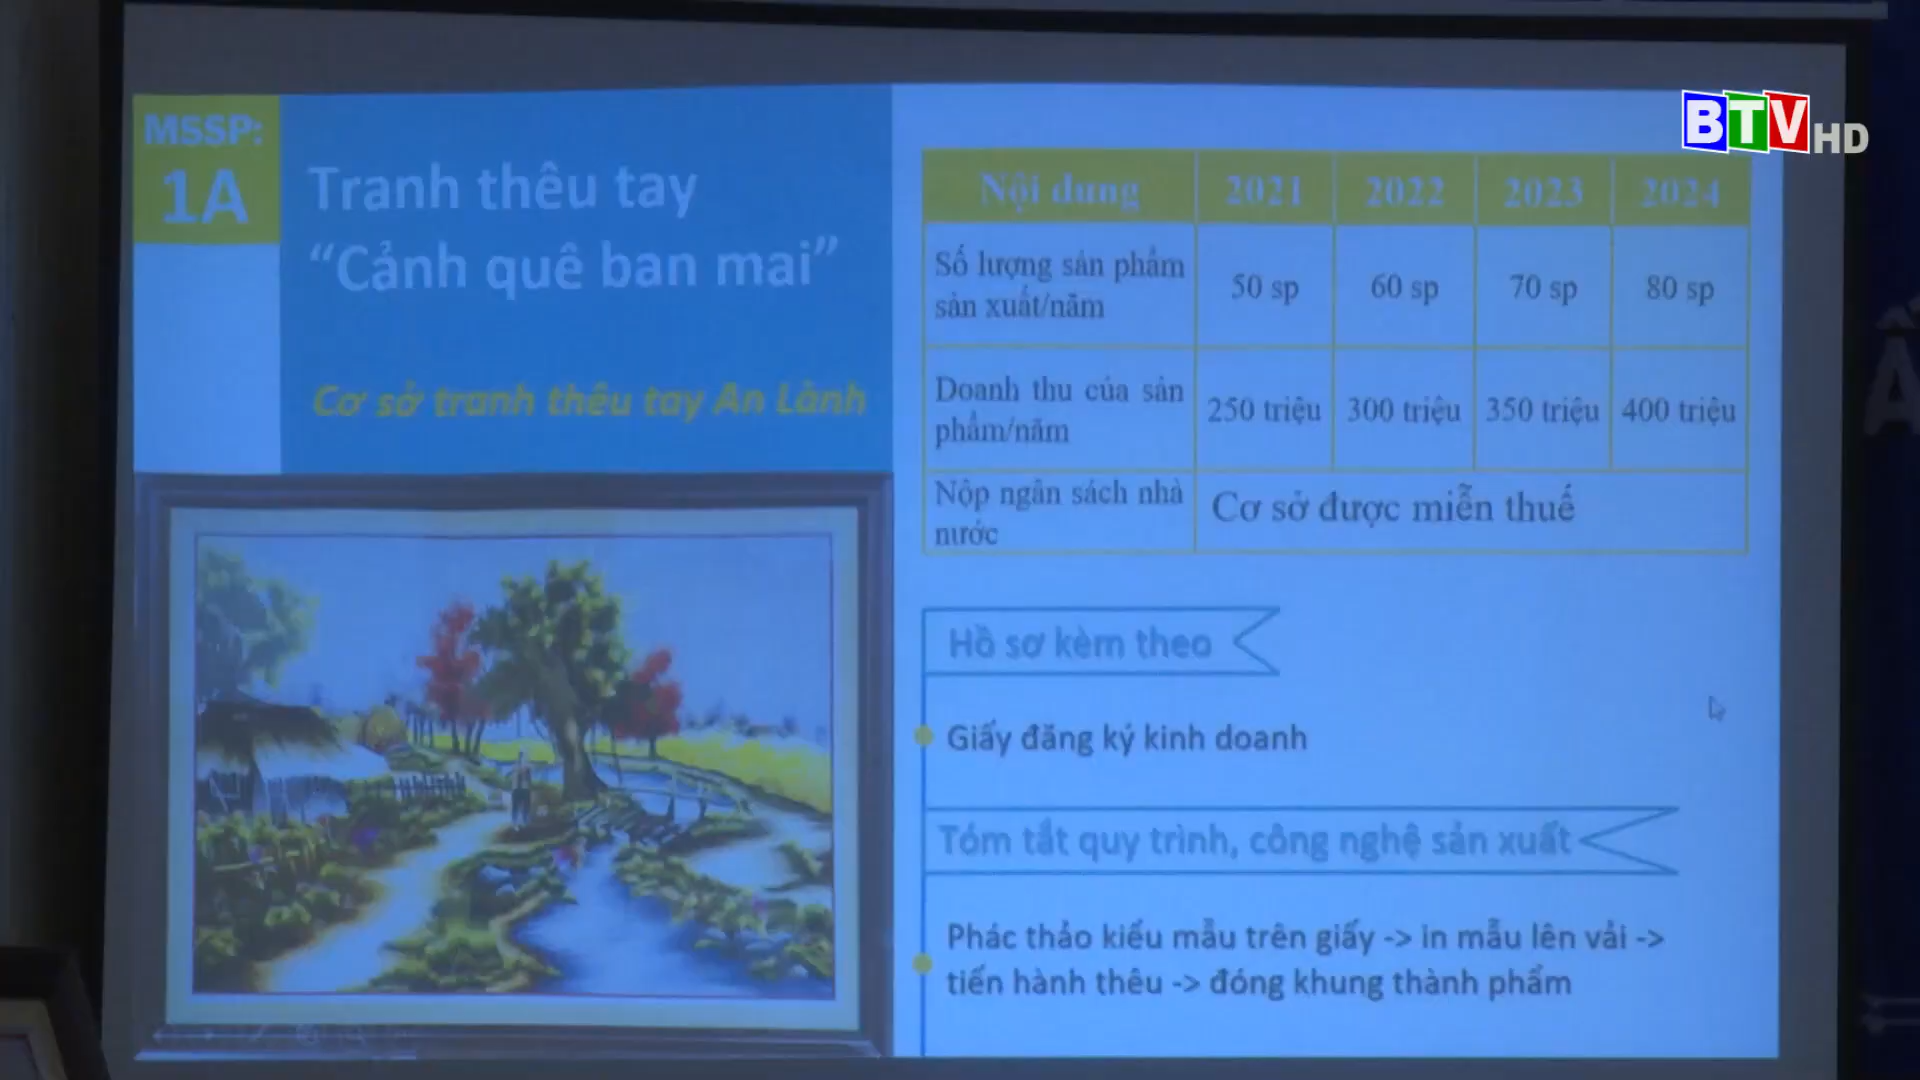 BTV HD
MSSP:
1A
Tranh thêu tay
“Cảnh quê ban mai”
Cơ sở tranh thêu tay An Lành
Nội dung 2021 2022 2023 2024
Số lượng sản phẩm
sản xuất/năm
50 sp 60 sp 70 sp 80 sp
Doanh thu của sản
phẩm/năm
250 triệu 300 triệu 350 triệu 400 triệu
Nộp ngân sách nhà
nước
Cơ sở được miễn thuế
Hồ sơ kèm theo
Giấy đăng ký kinh doanh
Tóm tắt quy trình, công nghệ sản xuất
Phác thảo kiểu mẫu trên giấy -> in mẫu lên vải ->
tiến hành thêu -> đóng khung thành phẩm